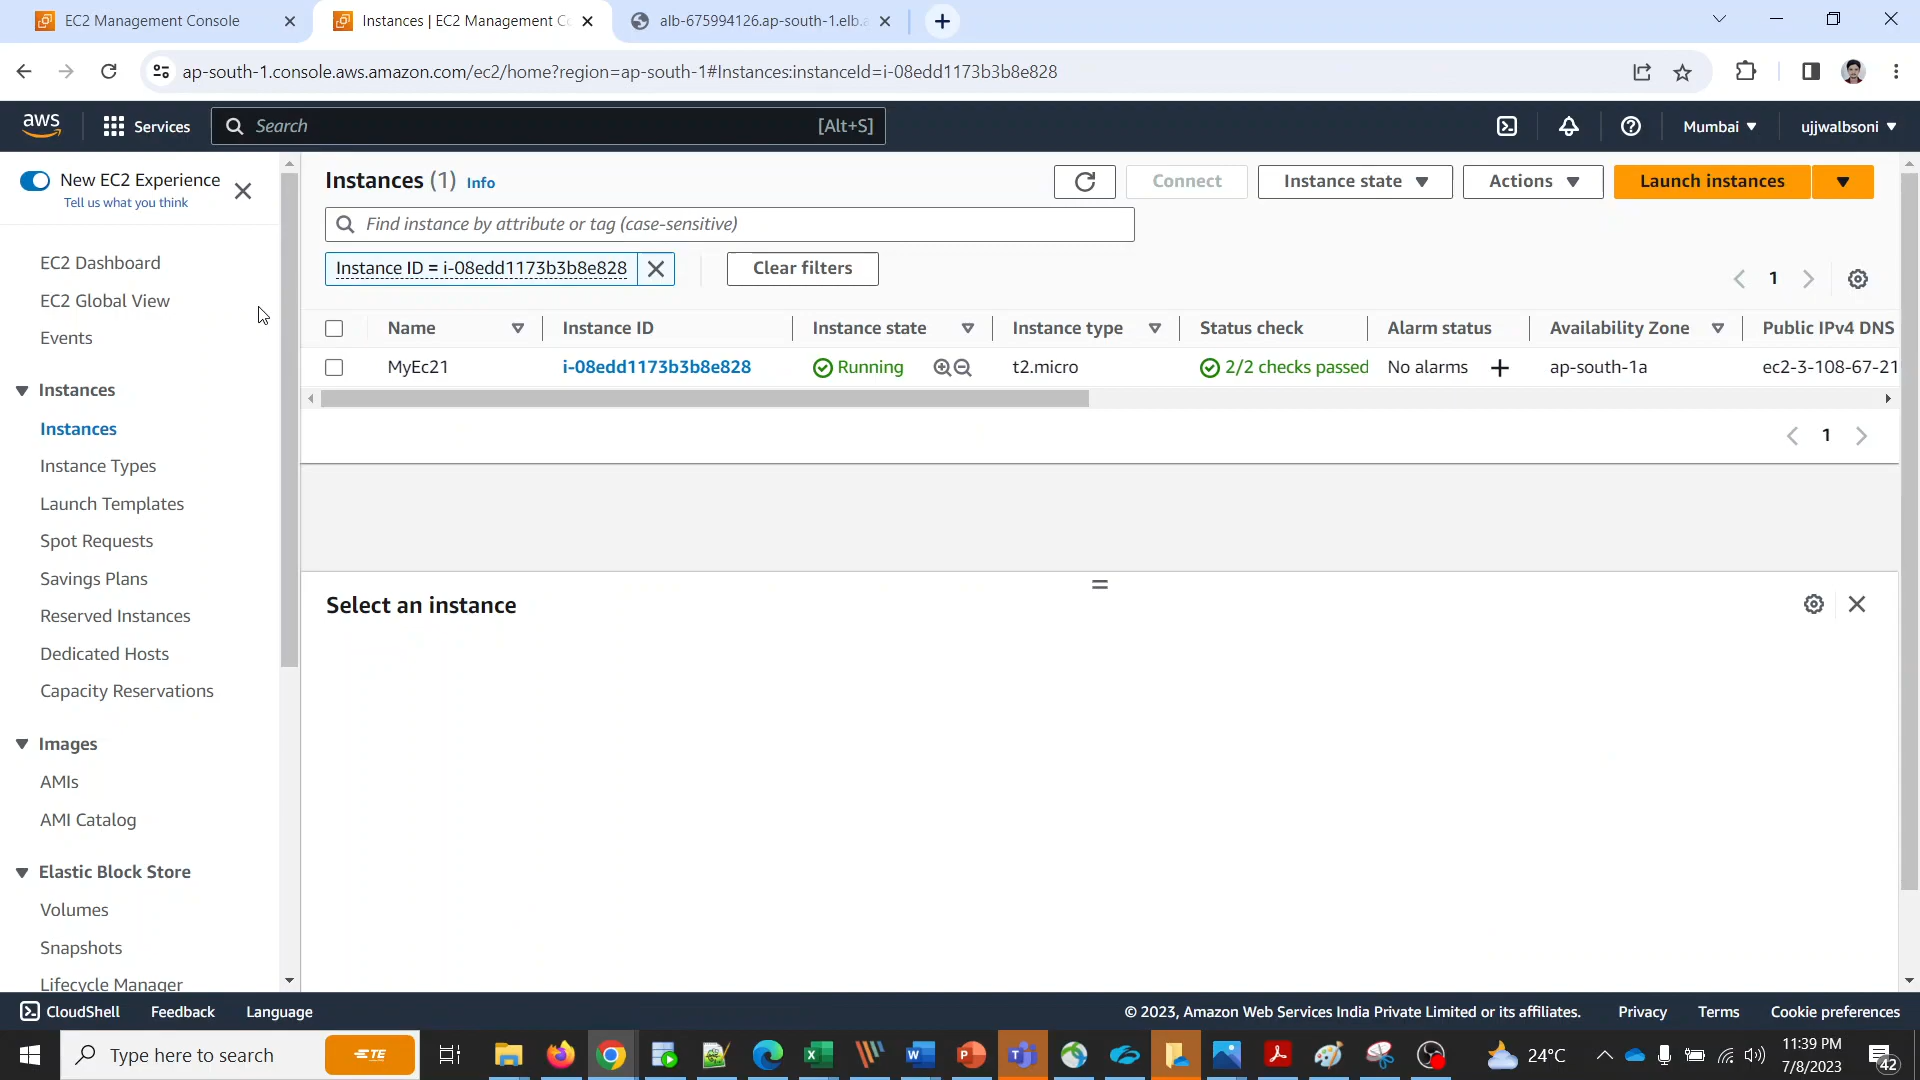 EC2 Management Console
Instances | EC2 Management Co
alb-675994126.ap-south-1.elb.a
ap-south-1.console.aws.amazon.com/ec2/home?region=ap-south-1#Instances:instanceId=i-08edd1173b3b8e828
aws
Services
Search
[Alt+S]
Mumbai
ujjwalbsoni
New EC2 Experience
Tell us what you think
EC2 Dashboard
EC2 Global View
Events
Instances
Instances
Instance Types
Launch Templates
Spot Requests
Savings Plans
Reserved Instances
Dedicated Hosts
Capacity Reservations
Images
AMIs
AMI Catalog
Elastic Block Store
Volumes
Snapshots
Lifecycle Manager
Instances (1) Info
Connect
Instance state
Actions
Launch instances
Find instance by attribute or tag (case-sensitive)
Instance ID = i-08edd1173b3b8e828
Clear filters
1
Name Instance ID Instance state Instance type Status check Alarm status Availability Zone Public IPv4 DNS
MyEc21 i-08edd1173b3b8e828 Running t2.micro 2/2 checks passed No alarms ap-south-1a ec2-3-108-67-21
1
Select an instance
CloudShell Feedback Language
© 2023, Amazon Web Services India Private Limited or its affiliates. Privacy Terms Cookie preferences
Type here to search
24°C
11:39 PM
7/8/2023
42